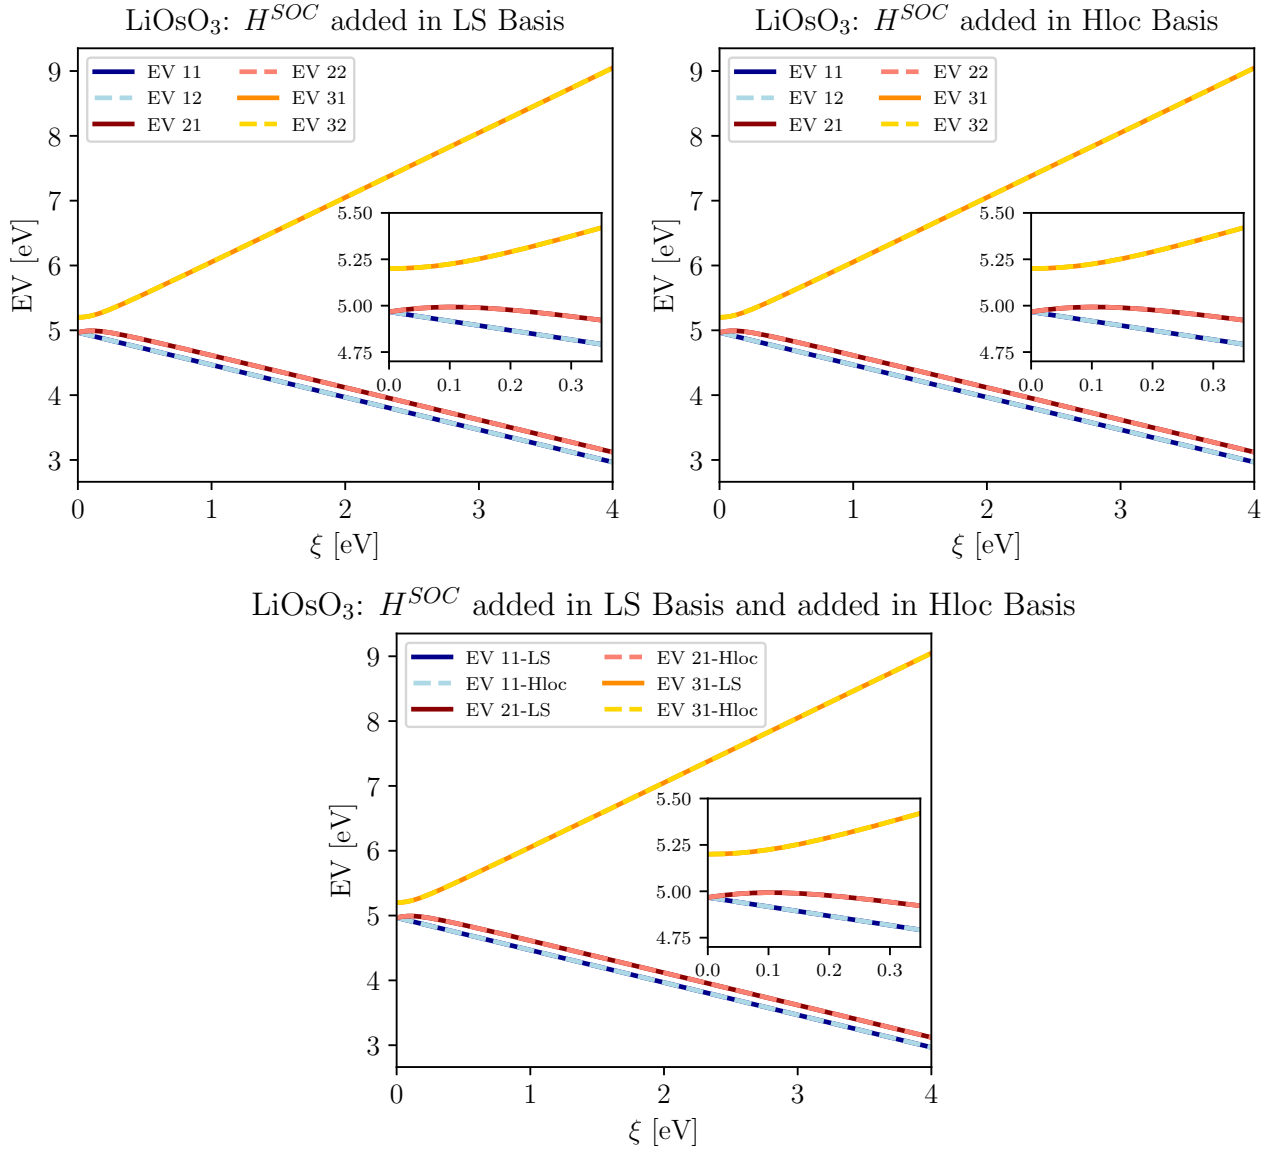 LiOsO₃: H^SOC added in LS Basis
EV 11
EV 12
EV 21
EV 22
EV 31
EV 32
EV [eV]
9
8
7
6
5
4
3
0 1 2 3 4
ξ [eV]
5.50
5.25
5.00
4.75
0.0 0.1 0.2 0.3
LiOsO₃: H^SOC added in Hloc Basis
EV 11
EV 12
EV 21
EV 22
EV 31
EV 32
EV [eV]
9
8
7
6
5
4
3
0 1 2 3 4
ξ [eV]
5.50
5.25
5.00
4.75
0.0 0.1 0.2 0.3
LiOsO₃: H^SOC added in LS Basis and added in Hloc Basis
EV 11-LS
EV 11-Hloc
EV 21-LS
EV 21-Hloc
EV 31-LS
EV 31-Hloc
EV [eV]
9
8
7
6
5
4
3
0 1 2 3 4
ξ [eV]
5.50
5.25
5.00
4.75
0.0 0.1 0.2 0.3